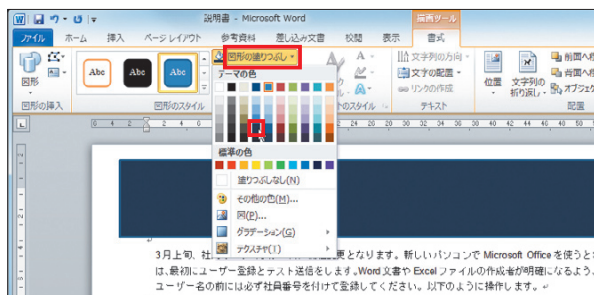 説明書 - Microsoft Word
描画ツール
ファイル ホーム 挿入 ページ レイアウト 参考資料 差し込み文書 校閲 表示 書式
図形の塗りつぶし
文字列の方向
文字の配置
リンクの作成
図形
Abc Abc Abc
位置
文字列の折り返し
前面へ移
背面へ移
オブジェク
図形の挿入 図形のスタイル トのスタイル テキスト 配置
テーマの色
標準の色
塗りつぶしなし(N)
その他の色(M)...
図(P)...
グラデーション(G)
テクスチャ(T)
3月上旬、社
変更となります。新しいパソコンで Microsoft Office を使うと
は、最初にユーザー登録とテスト送信をします。Word 文書や Excel ファイルの作成者が明確になるよう、
ユーザー名の前には必ず社員番号を付けて登録してください。以下のように操作します。